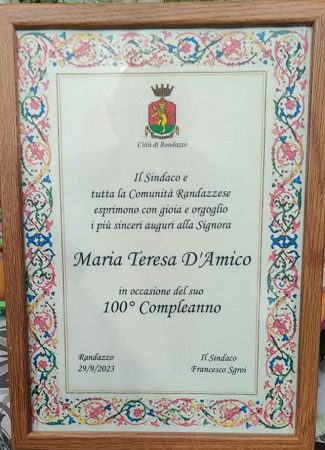 Città di Randazzo
Il Sindaco e
tutta la Comunità Randazzese
esprimono con gioia e orgoglio
i più sinceri auguri alla Signora
Maria Teresa D'Amico
in occasione del suo
100° Compleanno
Randazzo
29/9/2023
Il Sindaco
Francesco Sgroi